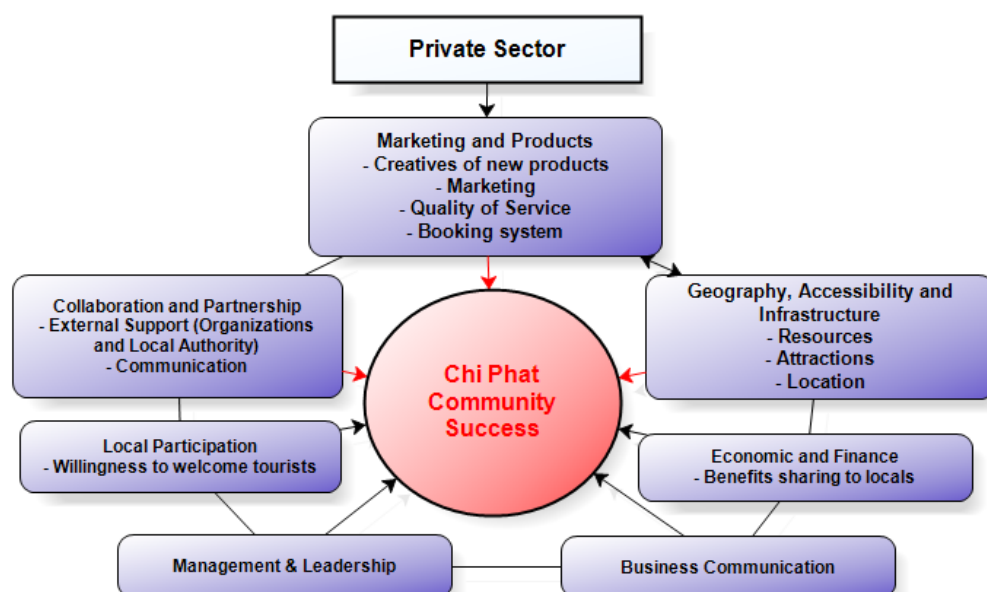 Private Sector
Marketing and Products
- Creatives of new products
- Marketing
- Quality of Service
- Booking system
Collaboration and Partnership
- External Support (Organizations
and Local Authority)
- Communication
Geography, Accessibility and
Infrastructure
- Resources
- Attractions
- Location
Chi Phat
Community
Success
Local Participation
- Willingness to welcome tourists
Economic and Finance
- Benefits sharing to locals
Management & Leadership
Business Communication